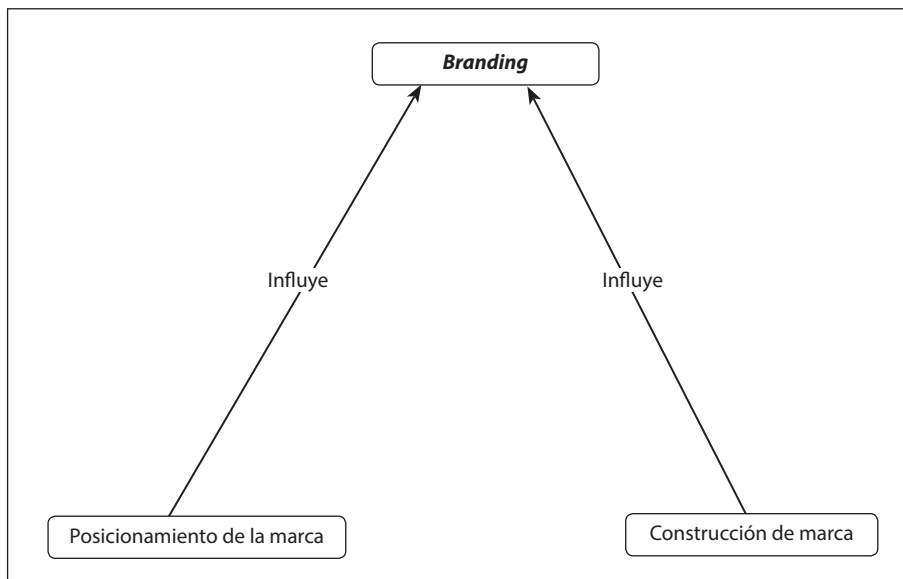 Branding
Influye
Influye
Posicionamiento de la marca
Construcción de marca